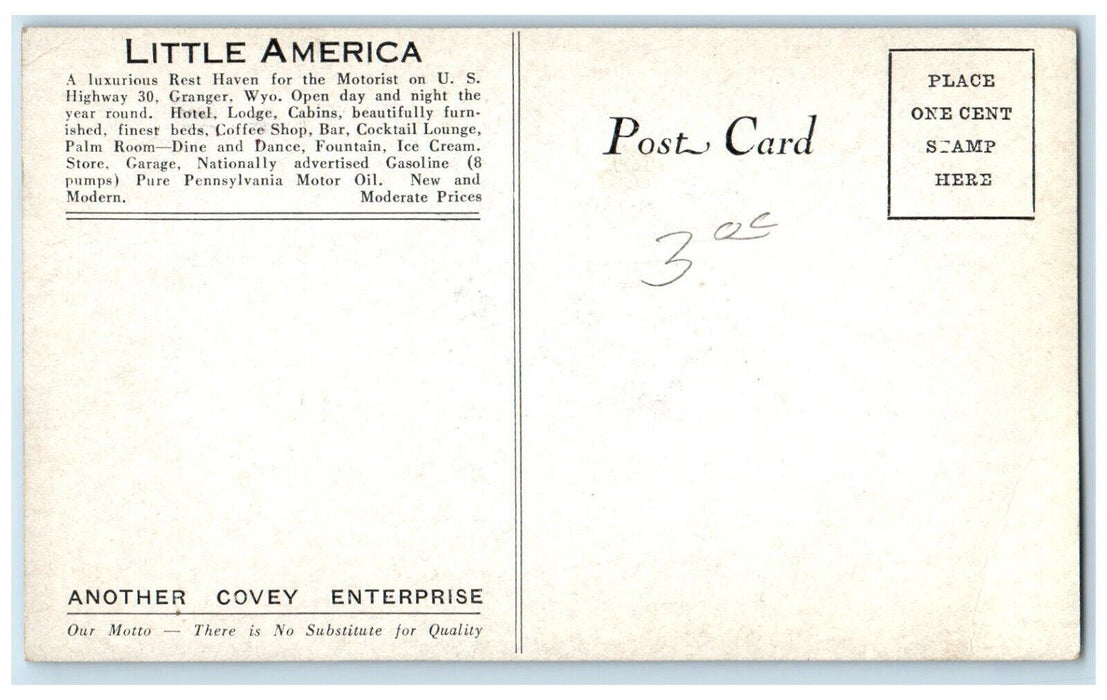 LITTLE AMERICA
A luxurious Rest Haven for the Motorist on U. S.
Highway 30, Granger, Wyo. Open day and night the
year round. Hotel, Lodge, Cabins, beautifully furn-
ished, finest beds, Coffee Shop, Bar, Cocktail Lounge,
Palm Room—Dine and Dance, Fountain, Ice Cream.
Store, Garage, Nationally advertised Gasoline (8
pumps) Pure Pennsylvania Motor Oil. New and
Modern. Moderate Prices
ANOTHER COVEY ENTERPRISE
Our Motto — There is No Substitute for Quality
Post Card
3
PLACE
ONE CENT
STAMP
HERE